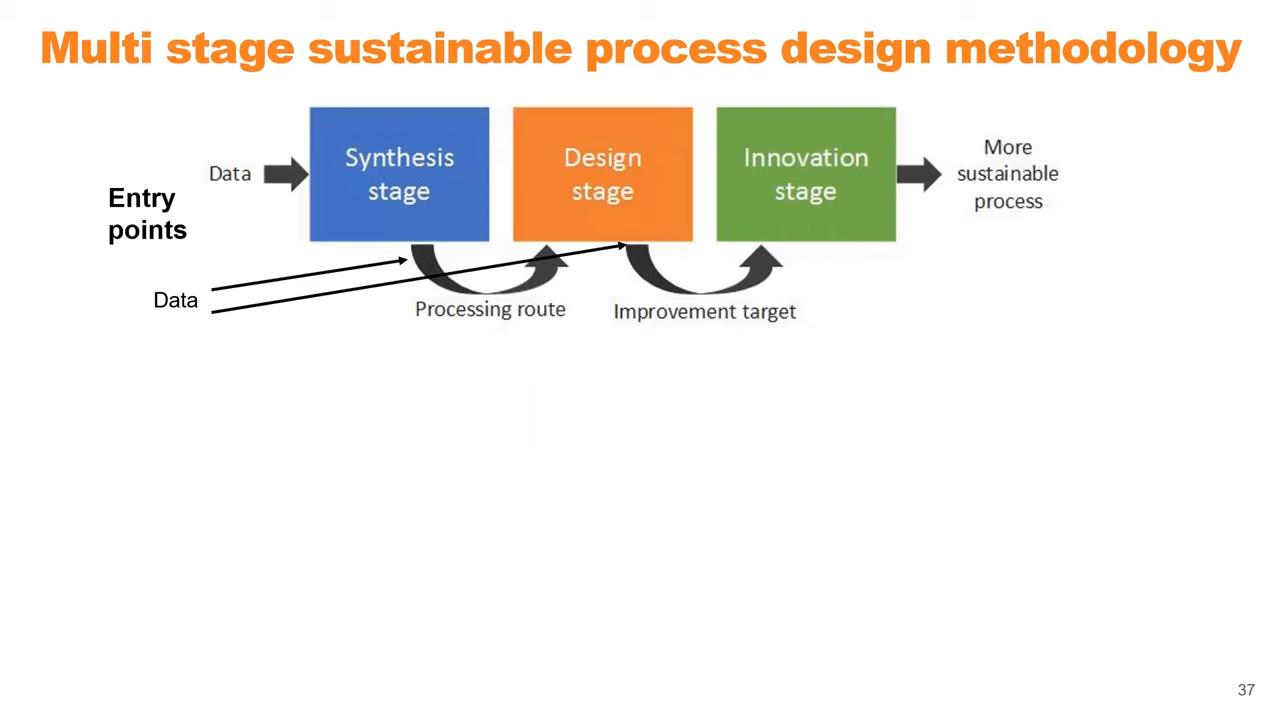 Multi stage sustainable process design methodology
Data
Synthesis
stage
Design
stage
Innovation
stage
More
sustainable
process
Entry
points
Data
Processing route
Improvement target
37